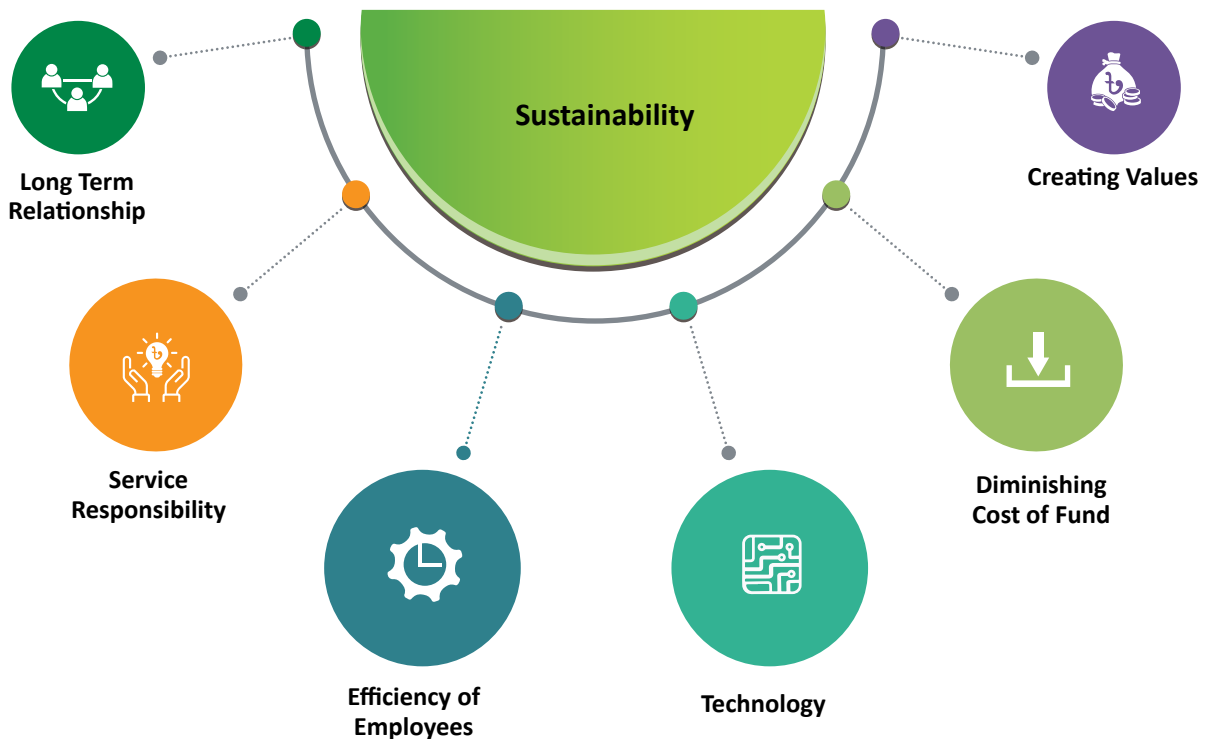 Sustainability
Long Term
Relationship
Creating Values
Service
Responsibility
Diminishing
Cost of Fund
Efficiency of
Employees
Technology
৳
৳